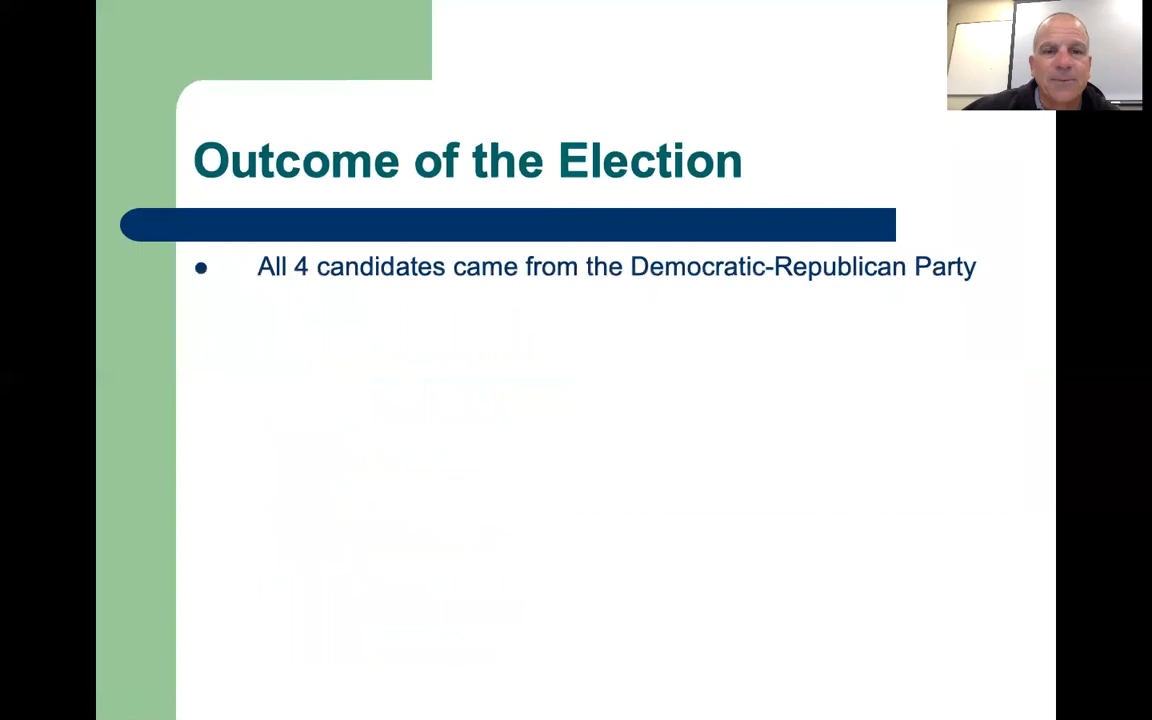 Outcome of the Election
● All 4 candidates came from the Democratic-Republican Party